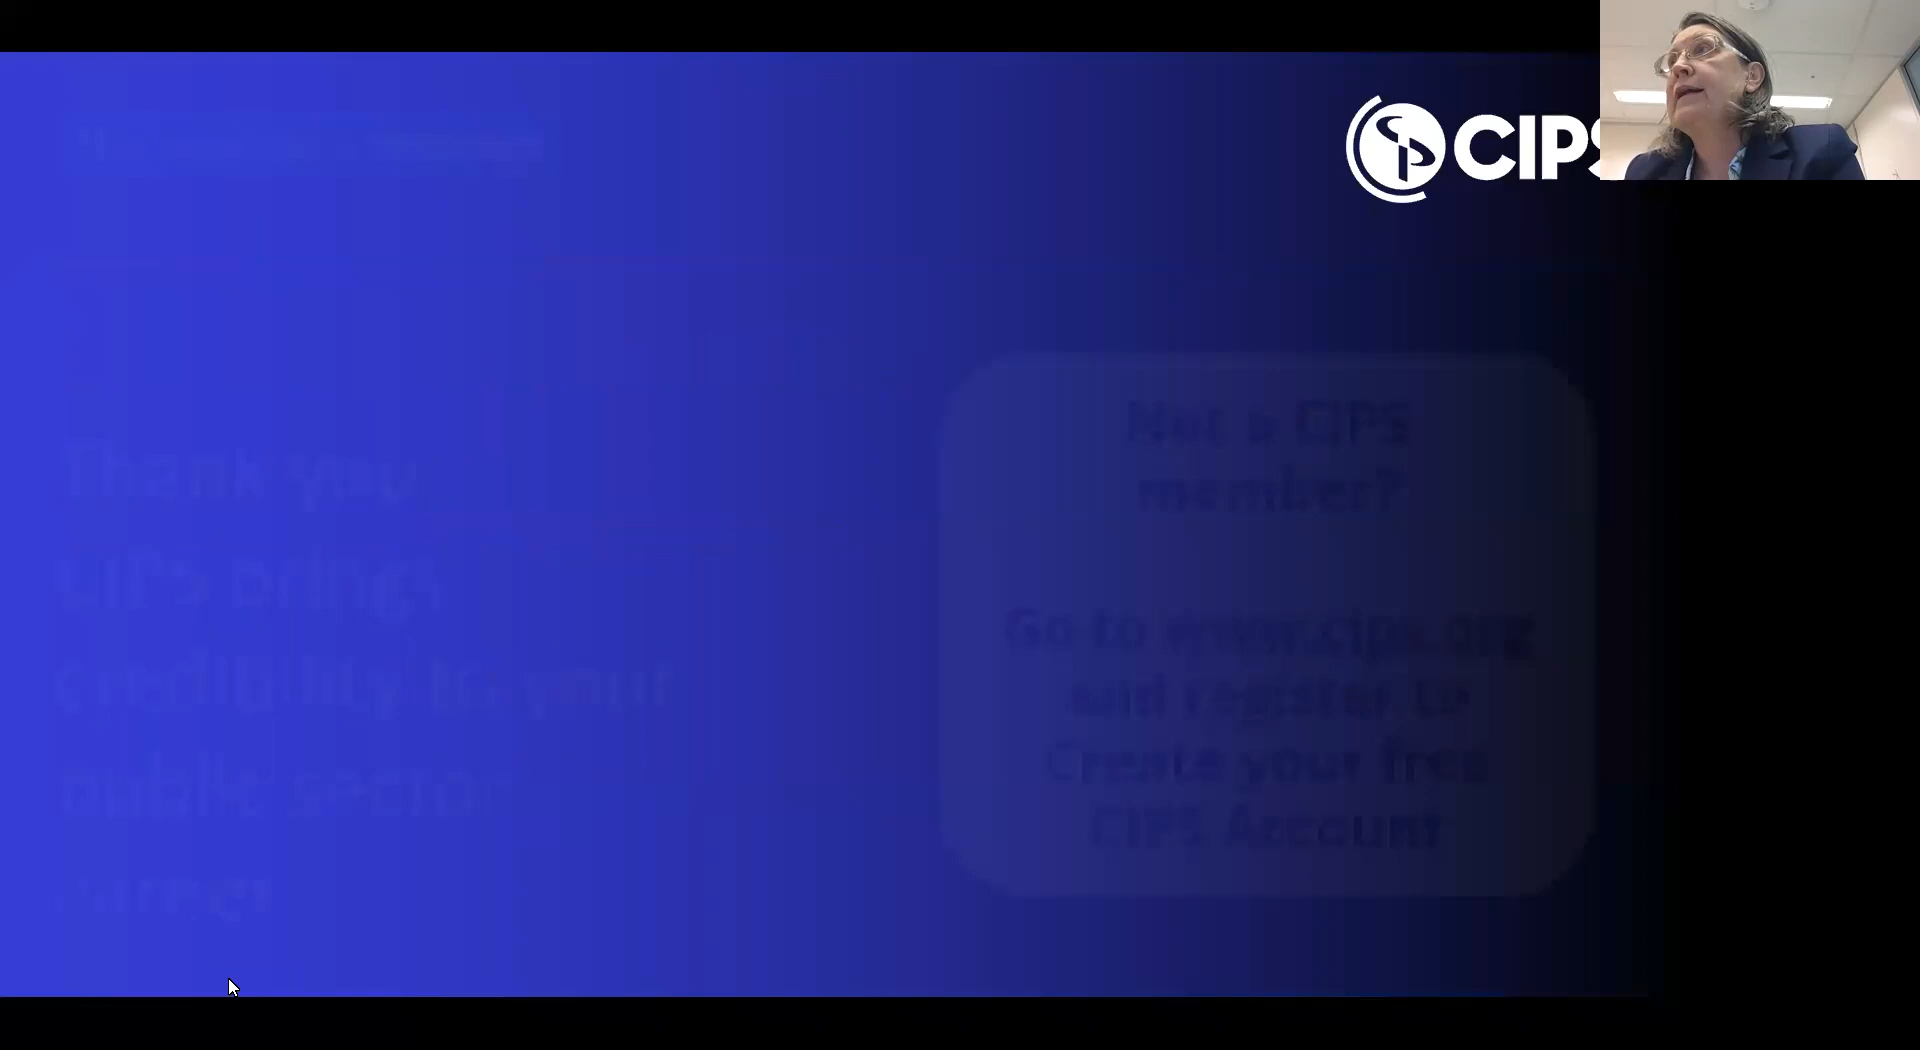 CIPS
Thank you
CIPS brings
credibility to your
public sector
career
Not a CIPS
member?
Go to www.cips.org
and register to
Create your free
CIPS Account